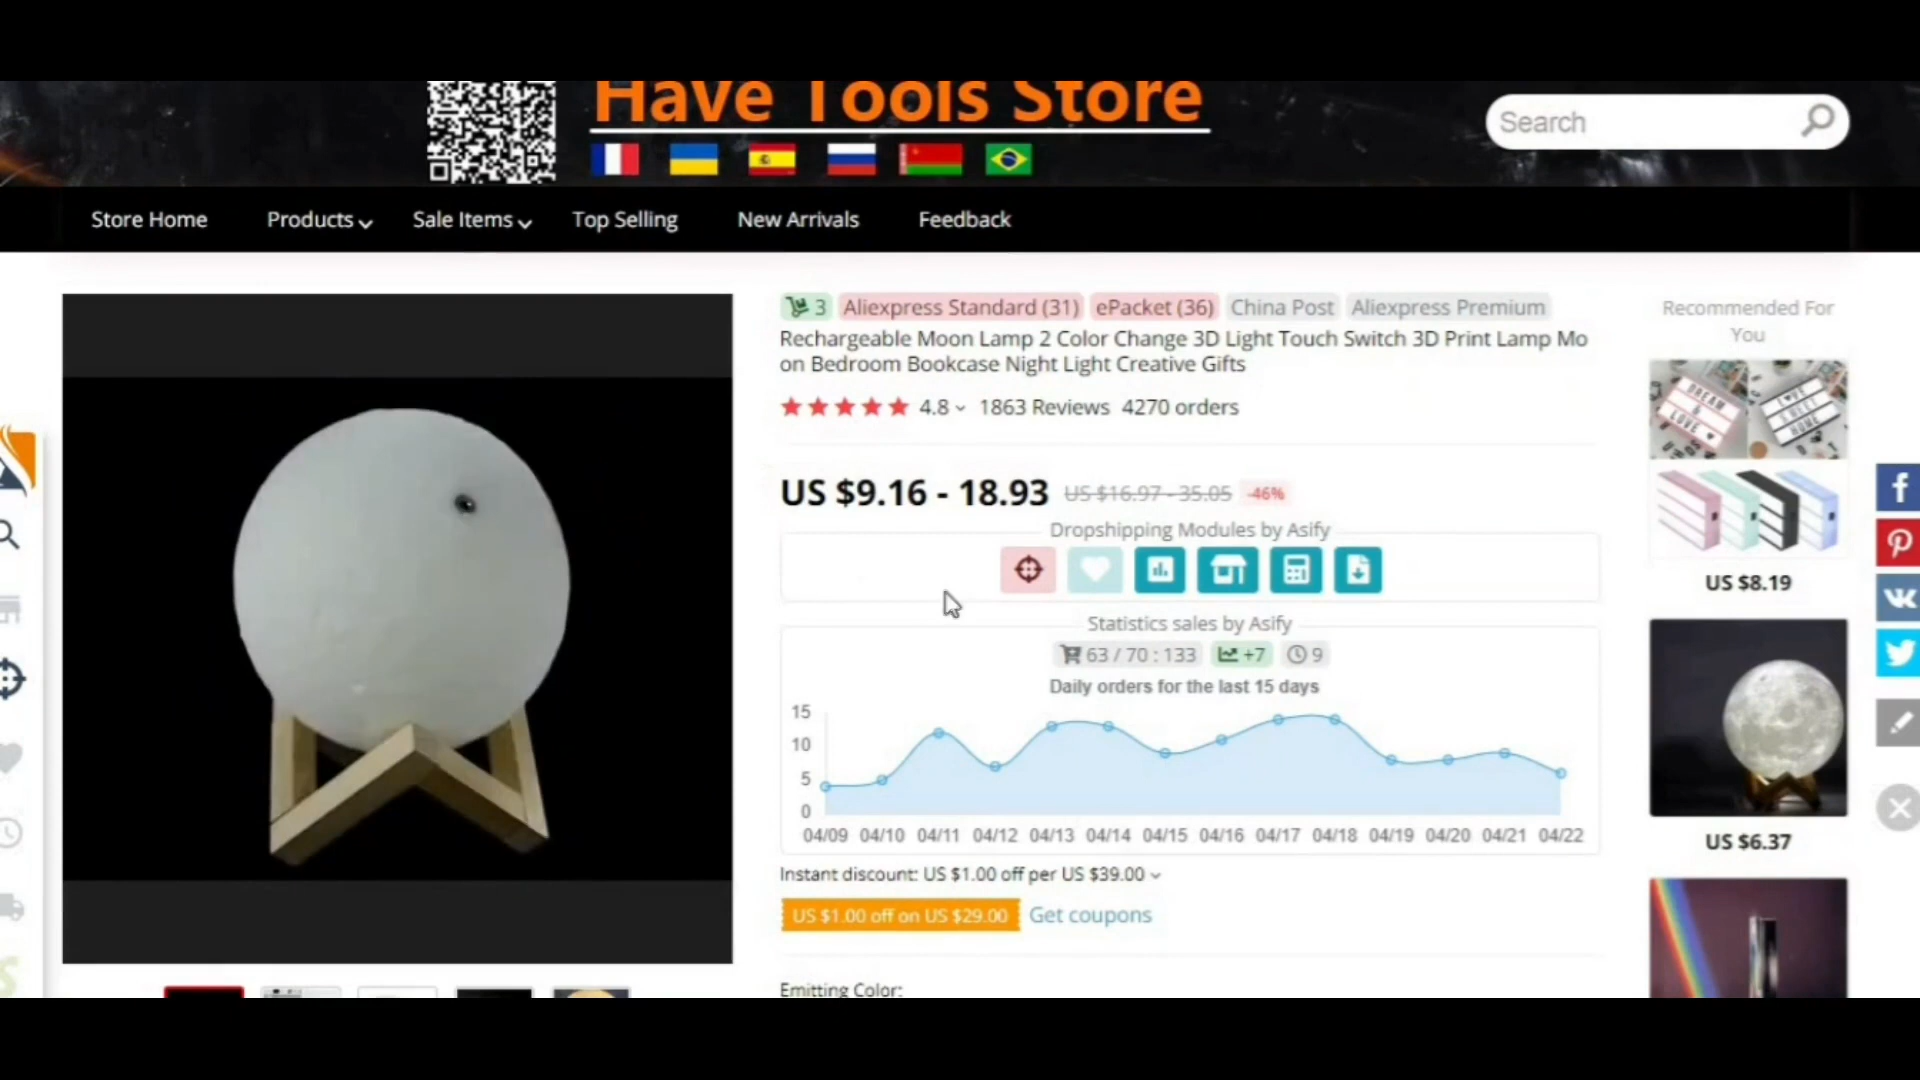 Have Tools Store
Search
Store Home Products Sale Items Top Selling New Arrivals Feedback
3 Aliexpress Standard (31) ePacket (36) China Post Aliexpress Premium
Rechargeable Moon Lamp 2 Color Change 3D Light Touch Switch 3D Print Lamp Mo
on Bedroom Bookcase Night Light Creative Gifts
4.8 1863 Reviews 4270 orders
US $9.16 - 18.93 US $16.97 - 35.05 -46%
Dropshipping Modules by Asify
Statistics sales by Asify
63 / 70 : 133 +7 9
Daily orders for the last 15 days
15
10
5
0
04/09 04/10 04/11 04/12 04/13 04/14 04/15 04/16 04/17 04/18 04/19 04/20 04/21 04/22
Instant discount: US $1.00 off per US $39.00
US $1.00 off on US $29.00 Get coupons
Emitting Color:
Recommended For
You
DREAM
&
LOVE
LOVE
SWEET
HOME
US $8.19
US $6.37